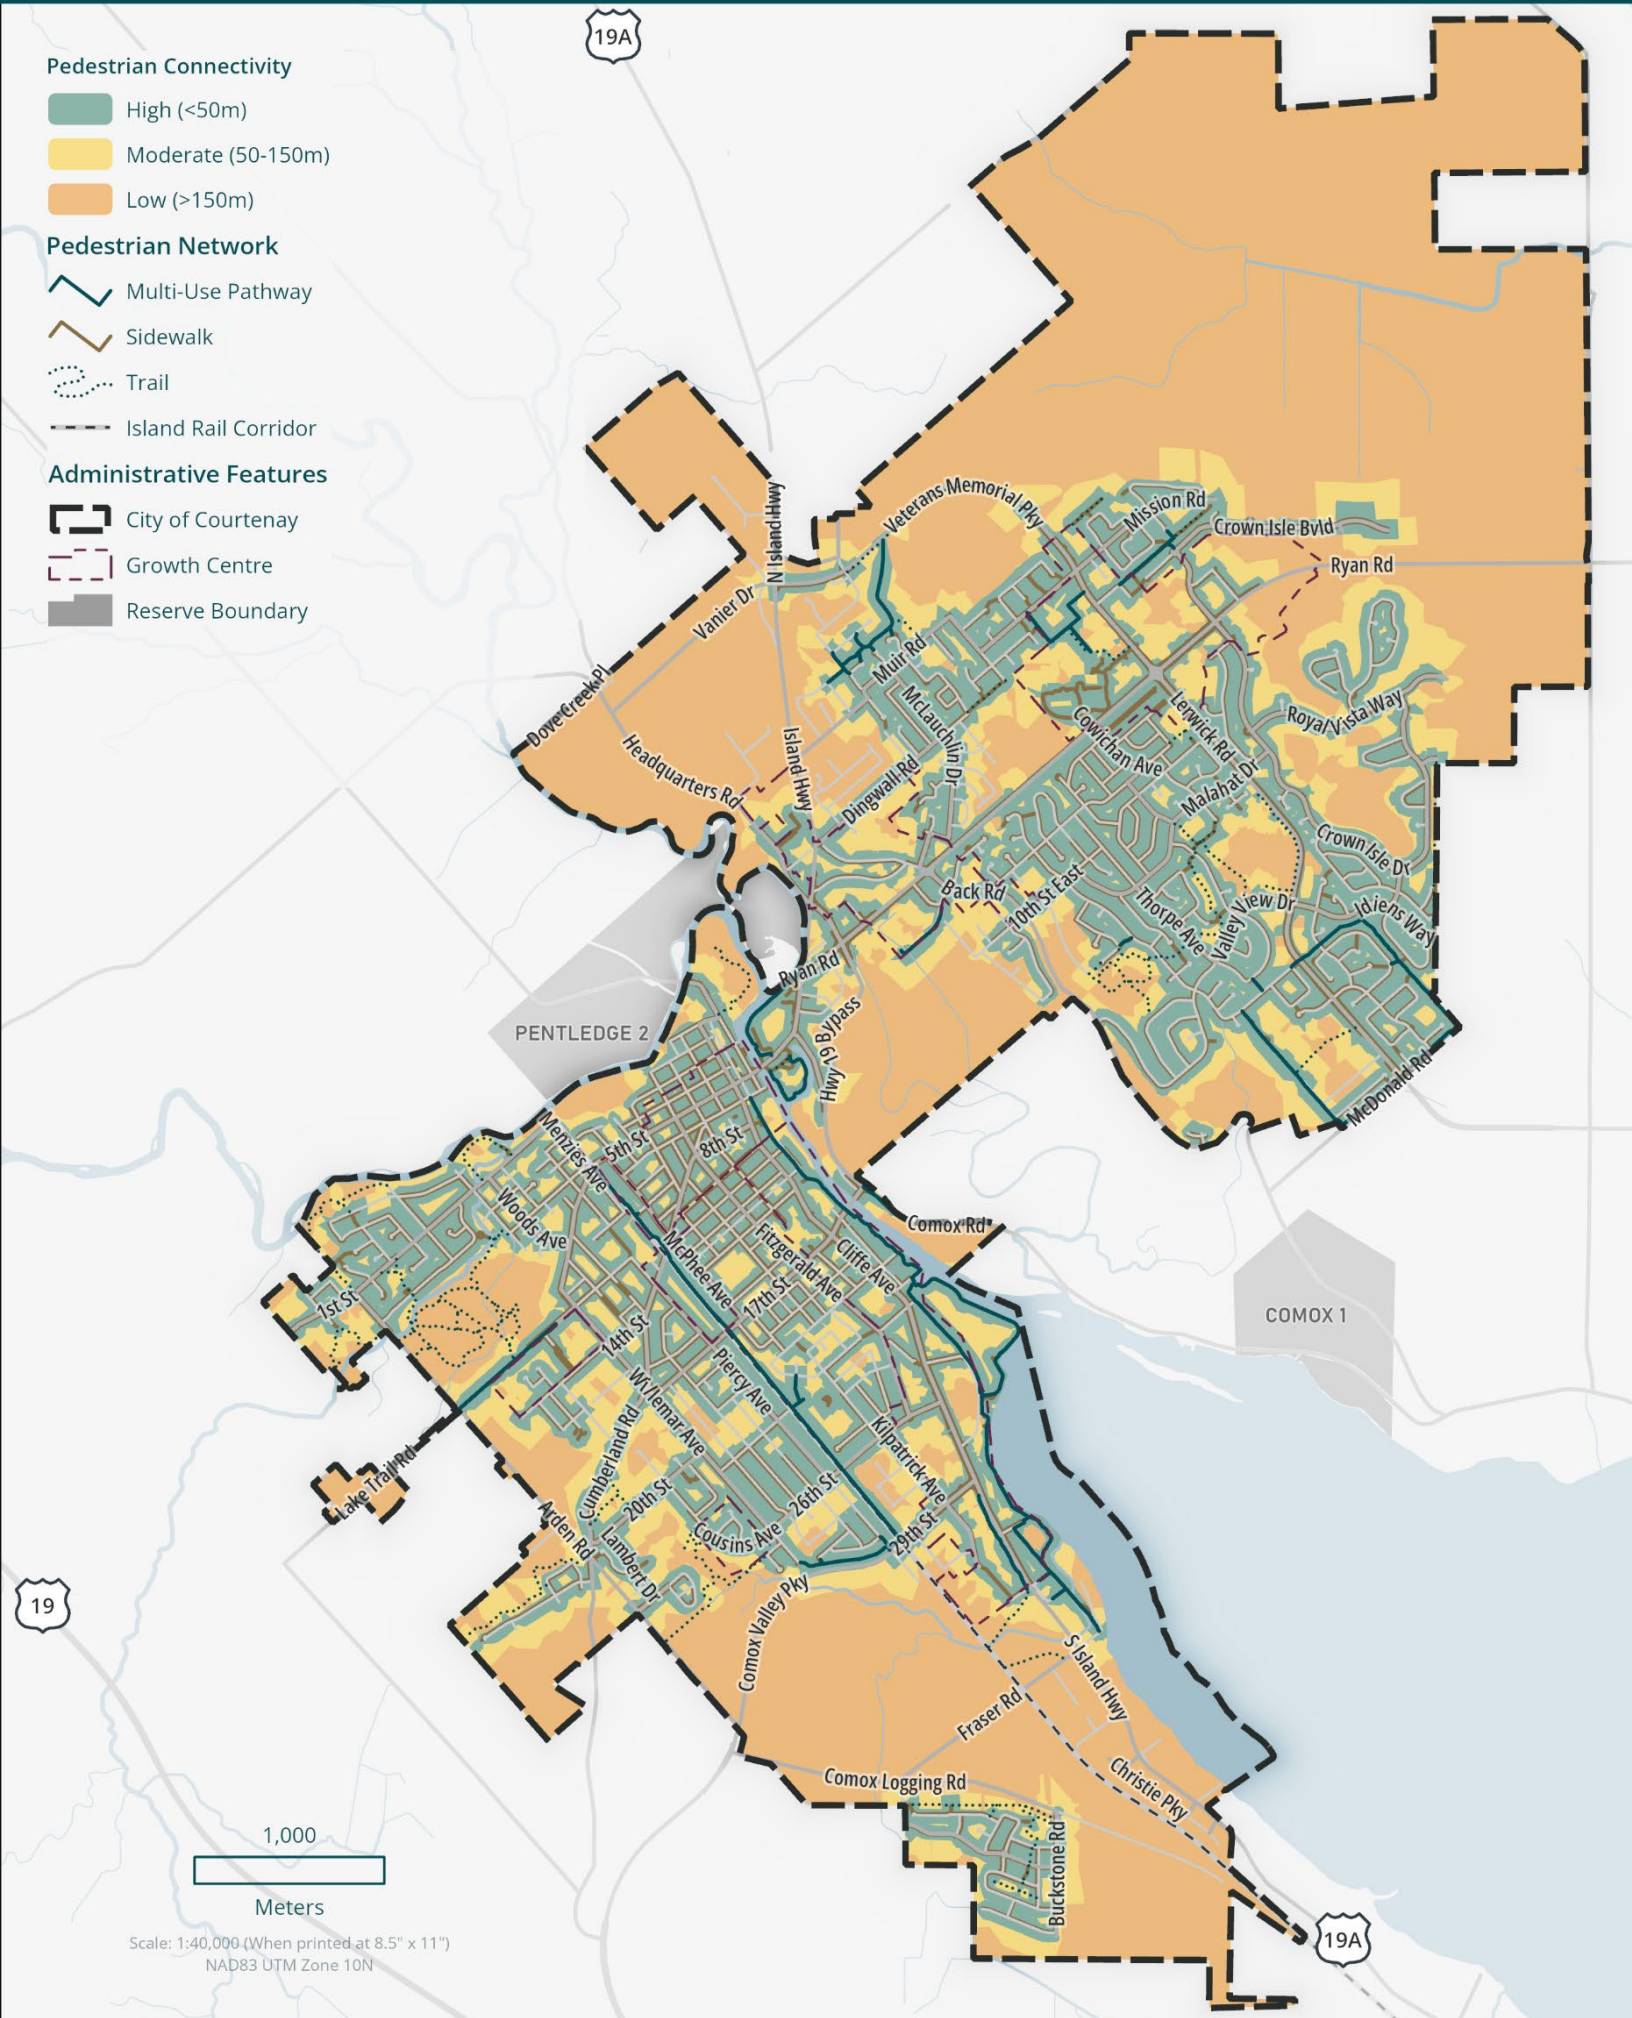 19A
Pedestrian Connectivity
High (<50m)
Moderate (50-150m)
Low (>150m)
Pedestrian Network
Multi-Use Pathway
Sidewalk
Trail
Island Rail Corridor
Administrative Features
City of Courtenay
Growth Centre
Reserve Boundary
Veterans Memorial Pky
Mission Rd
Crown Isle Bvld
Ryan Rd
N Island Hwy
Vanier Dr
Dove Creek Pl
Muir Rd
McLauchlin Dr
Headquarters Rd
Island Hwy
Dingwall Rd
Cowichan Ave
Lerwick Rd
Royal Vista Way
Malahat Dr
Crown Isle Dr
Back Rd
10th St East
Thorpe Ave
Valley View Dr
Idiens Way
Ryan Rd
Hwy 19 Bypass
PENTLEDGE 2
McDonald Rd
Menzies Ave
5th St
8th St
Woods Ave
Comox Rd
McPhee Ave
Fitzgerald Ave
Cliffe Ave
17th St
1st St
14th St
COMOX 1
Piercy Ave
Willemar Ave
Cumberland Rd
Kilpatrick Ave
Lake Trail Rd
20th St
26th St
Arden Rd
Cousins Ave
29th St
Lambert Dr
19
Comox Valley Pky
S Island Hwy
Fraser Rd
Comox Logging Rd
Christie Pky
Buckstone Rd
19A
1,000
Meters
Scale: 1:40,000 (When printed at 8.5" x 11")
NAD83 UTM Zone 10N